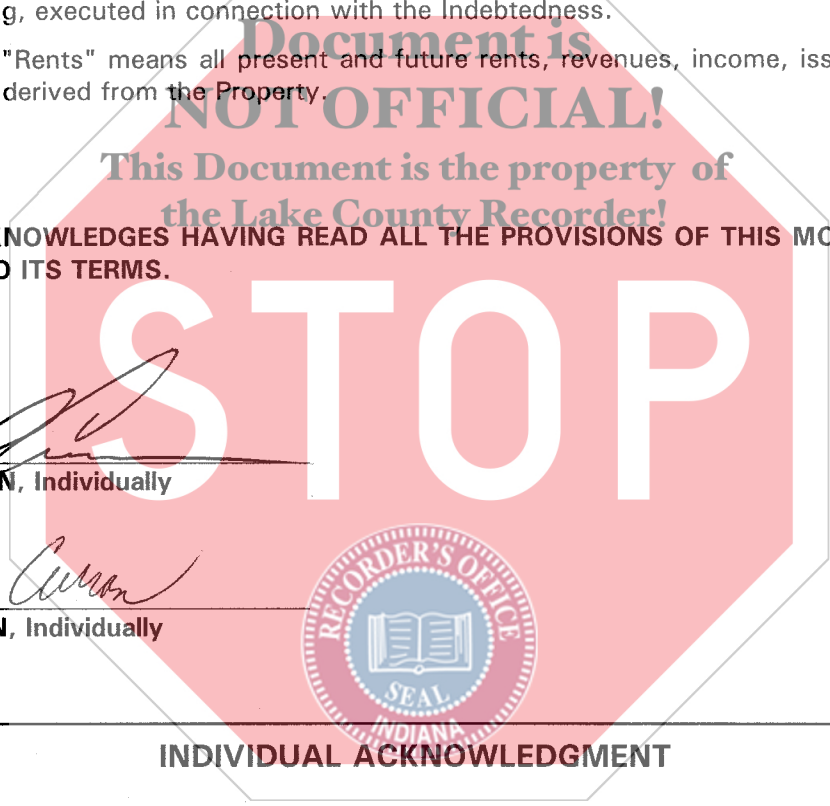 g, executed in connection with the Indebtedness.
Document is
"Rents" means all present and future rents, revenues, income, iss
derived from the Property.
NOT OFFICIAL!
This Document is the property of
the Lake County Recorder!
NOWLEDGES HAVING READ ALL THE PROVISIONS OF THIS MO
O ITS TERMS.
STOP
N, Individually
Curran
N, Individually
RECORDER'S OFFICE
SEAL
INDIANA
INDIVIDUAL ACKNOWLEDGMENT